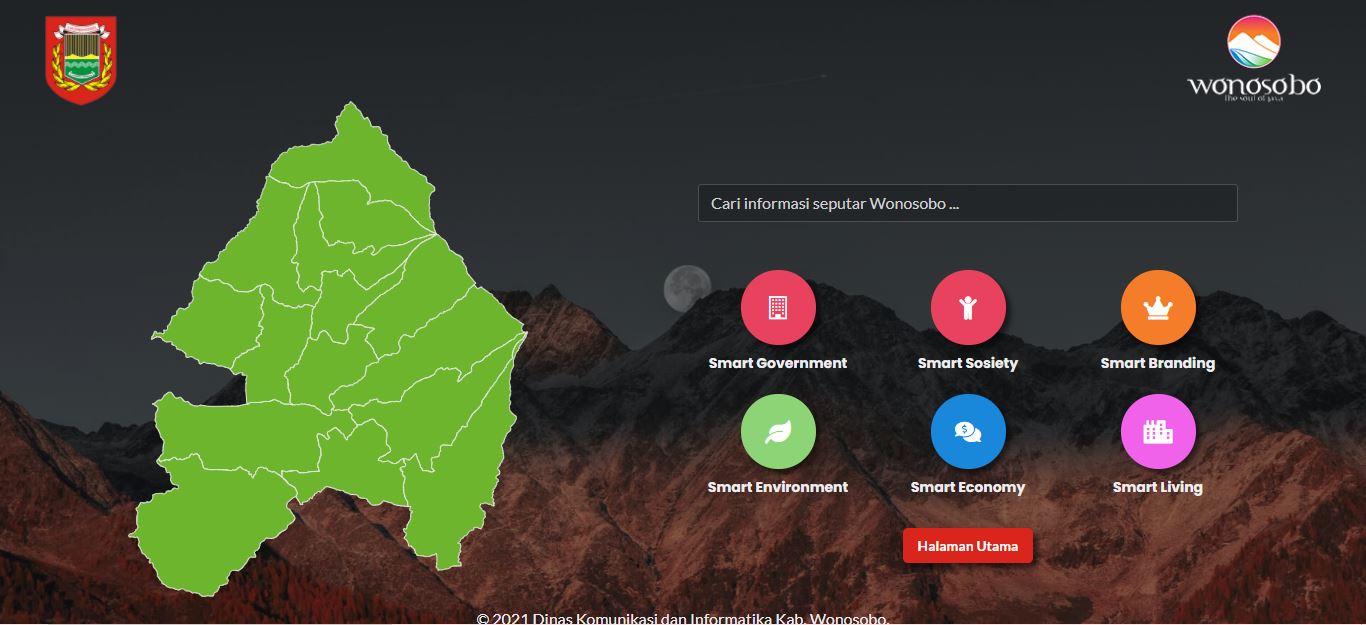 wonosobo
the soul of java
Cari informasi seputar Wonosobo ...
Smart Government
Smart Sosiety
Smart Branding
Smart Environment
Smart Economy
Smart Living
Halaman Utama
© 2021 Dinas Komunikasi dan Informatika Kab. Wonosobo.